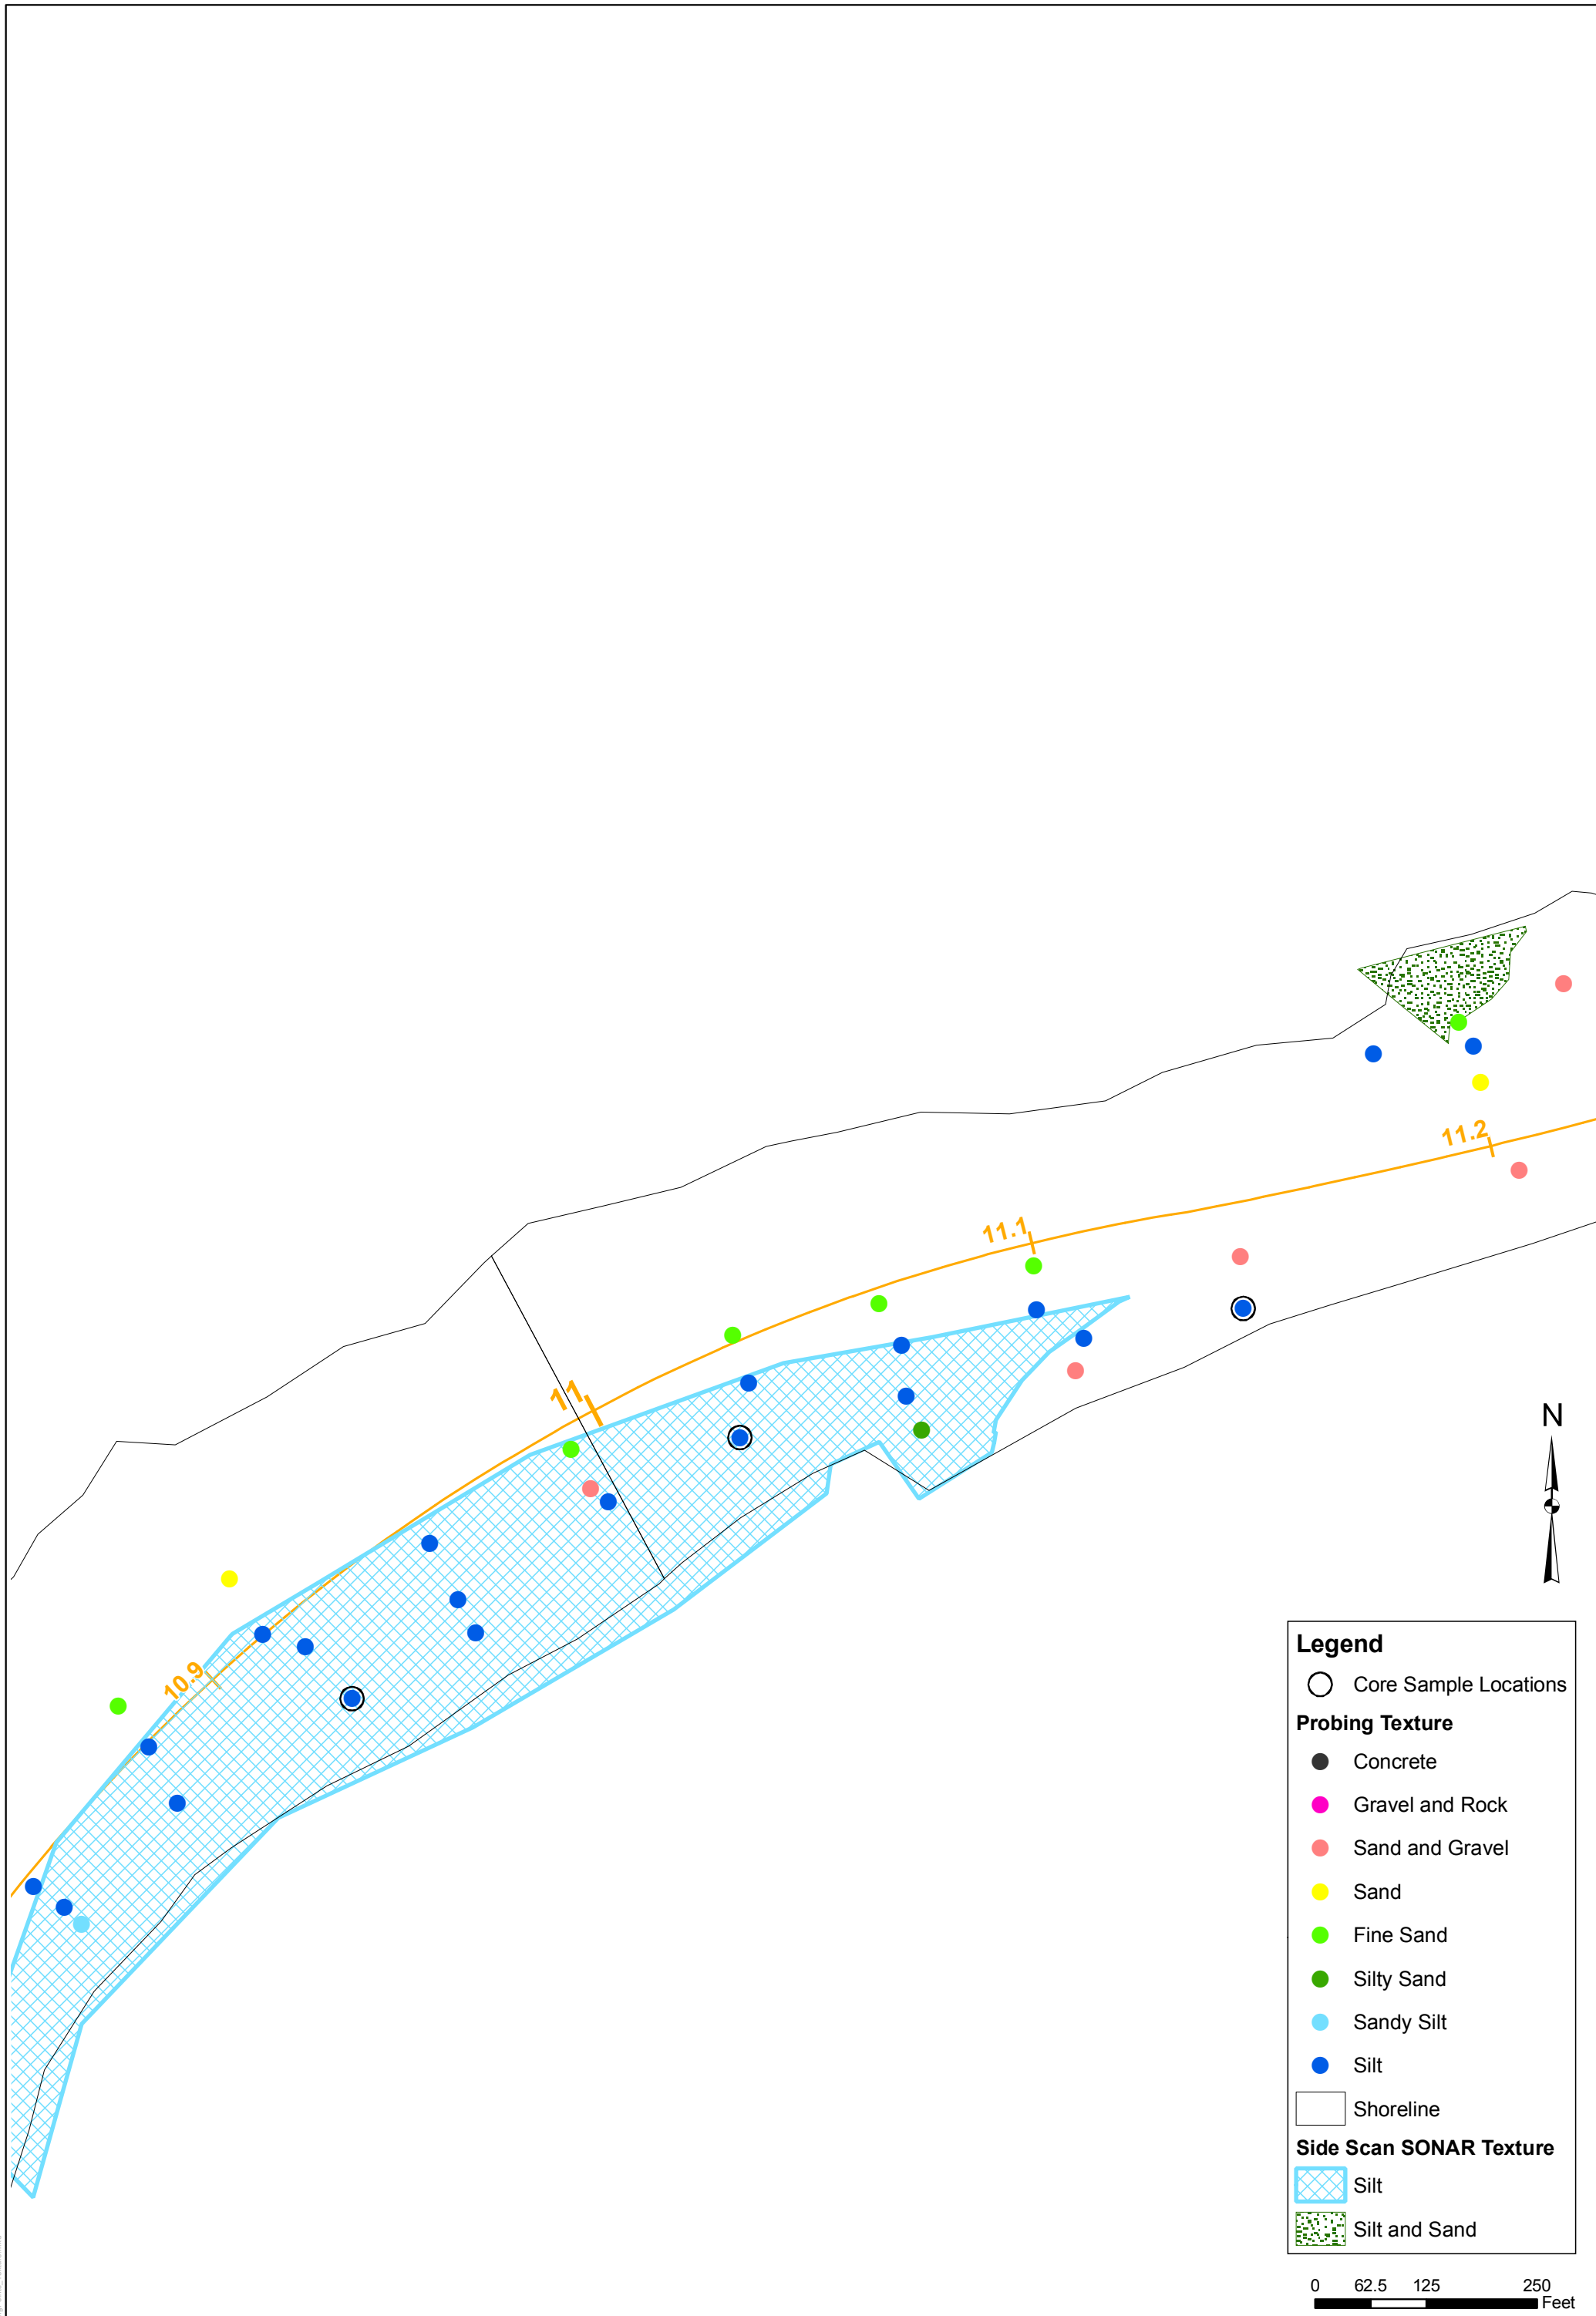 11.2
11.1
11
10.9
N
Legend
Core Sample Locations
Probing Texture
Concrete
Gravel and Rock
Sand and Gravel
Sand
Fine Sand
Silty Sand
Sandy Silt
Silt
Shoreline
Side Scan SONAR Texture
Silt
Silt and Sand
0 62.5 125 250
Feet